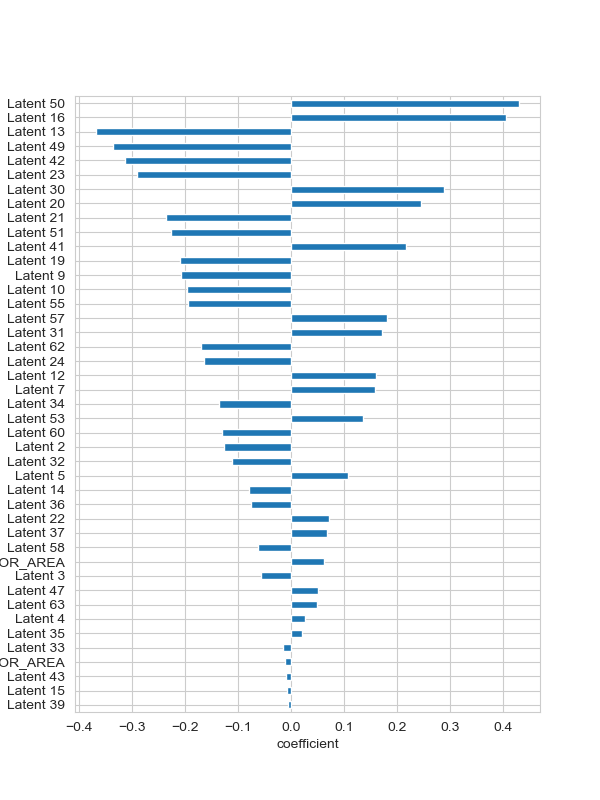 Latent 50
Latent 16
Latent 13
Latent 49
Latent 42
Latent 23
Latent 30
Latent 20
Latent 21
Latent 51
Latent 41
Latent 19
Latent 9
Latent 10
Latent 55
Latent 57
Latent 31
Latent 62
Latent 24
Latent 12
Latent 7
Latent 34
Latent 53
Latent 60
Latent 2
Latent 32
Latent 5
Latent 14
Latent 36
Latent 22
Latent 37
Latent 58
OR_AREA
Latent 3
Latent 47
Latent 63
Latent 4
Latent 35
Latent 33
OR_AREA
Latent 43
Latent 15
Latent 39
−0.4 −0.3 −0.2 −0.1 0.0 0.1 0.2 0.3 0.4
coefficient